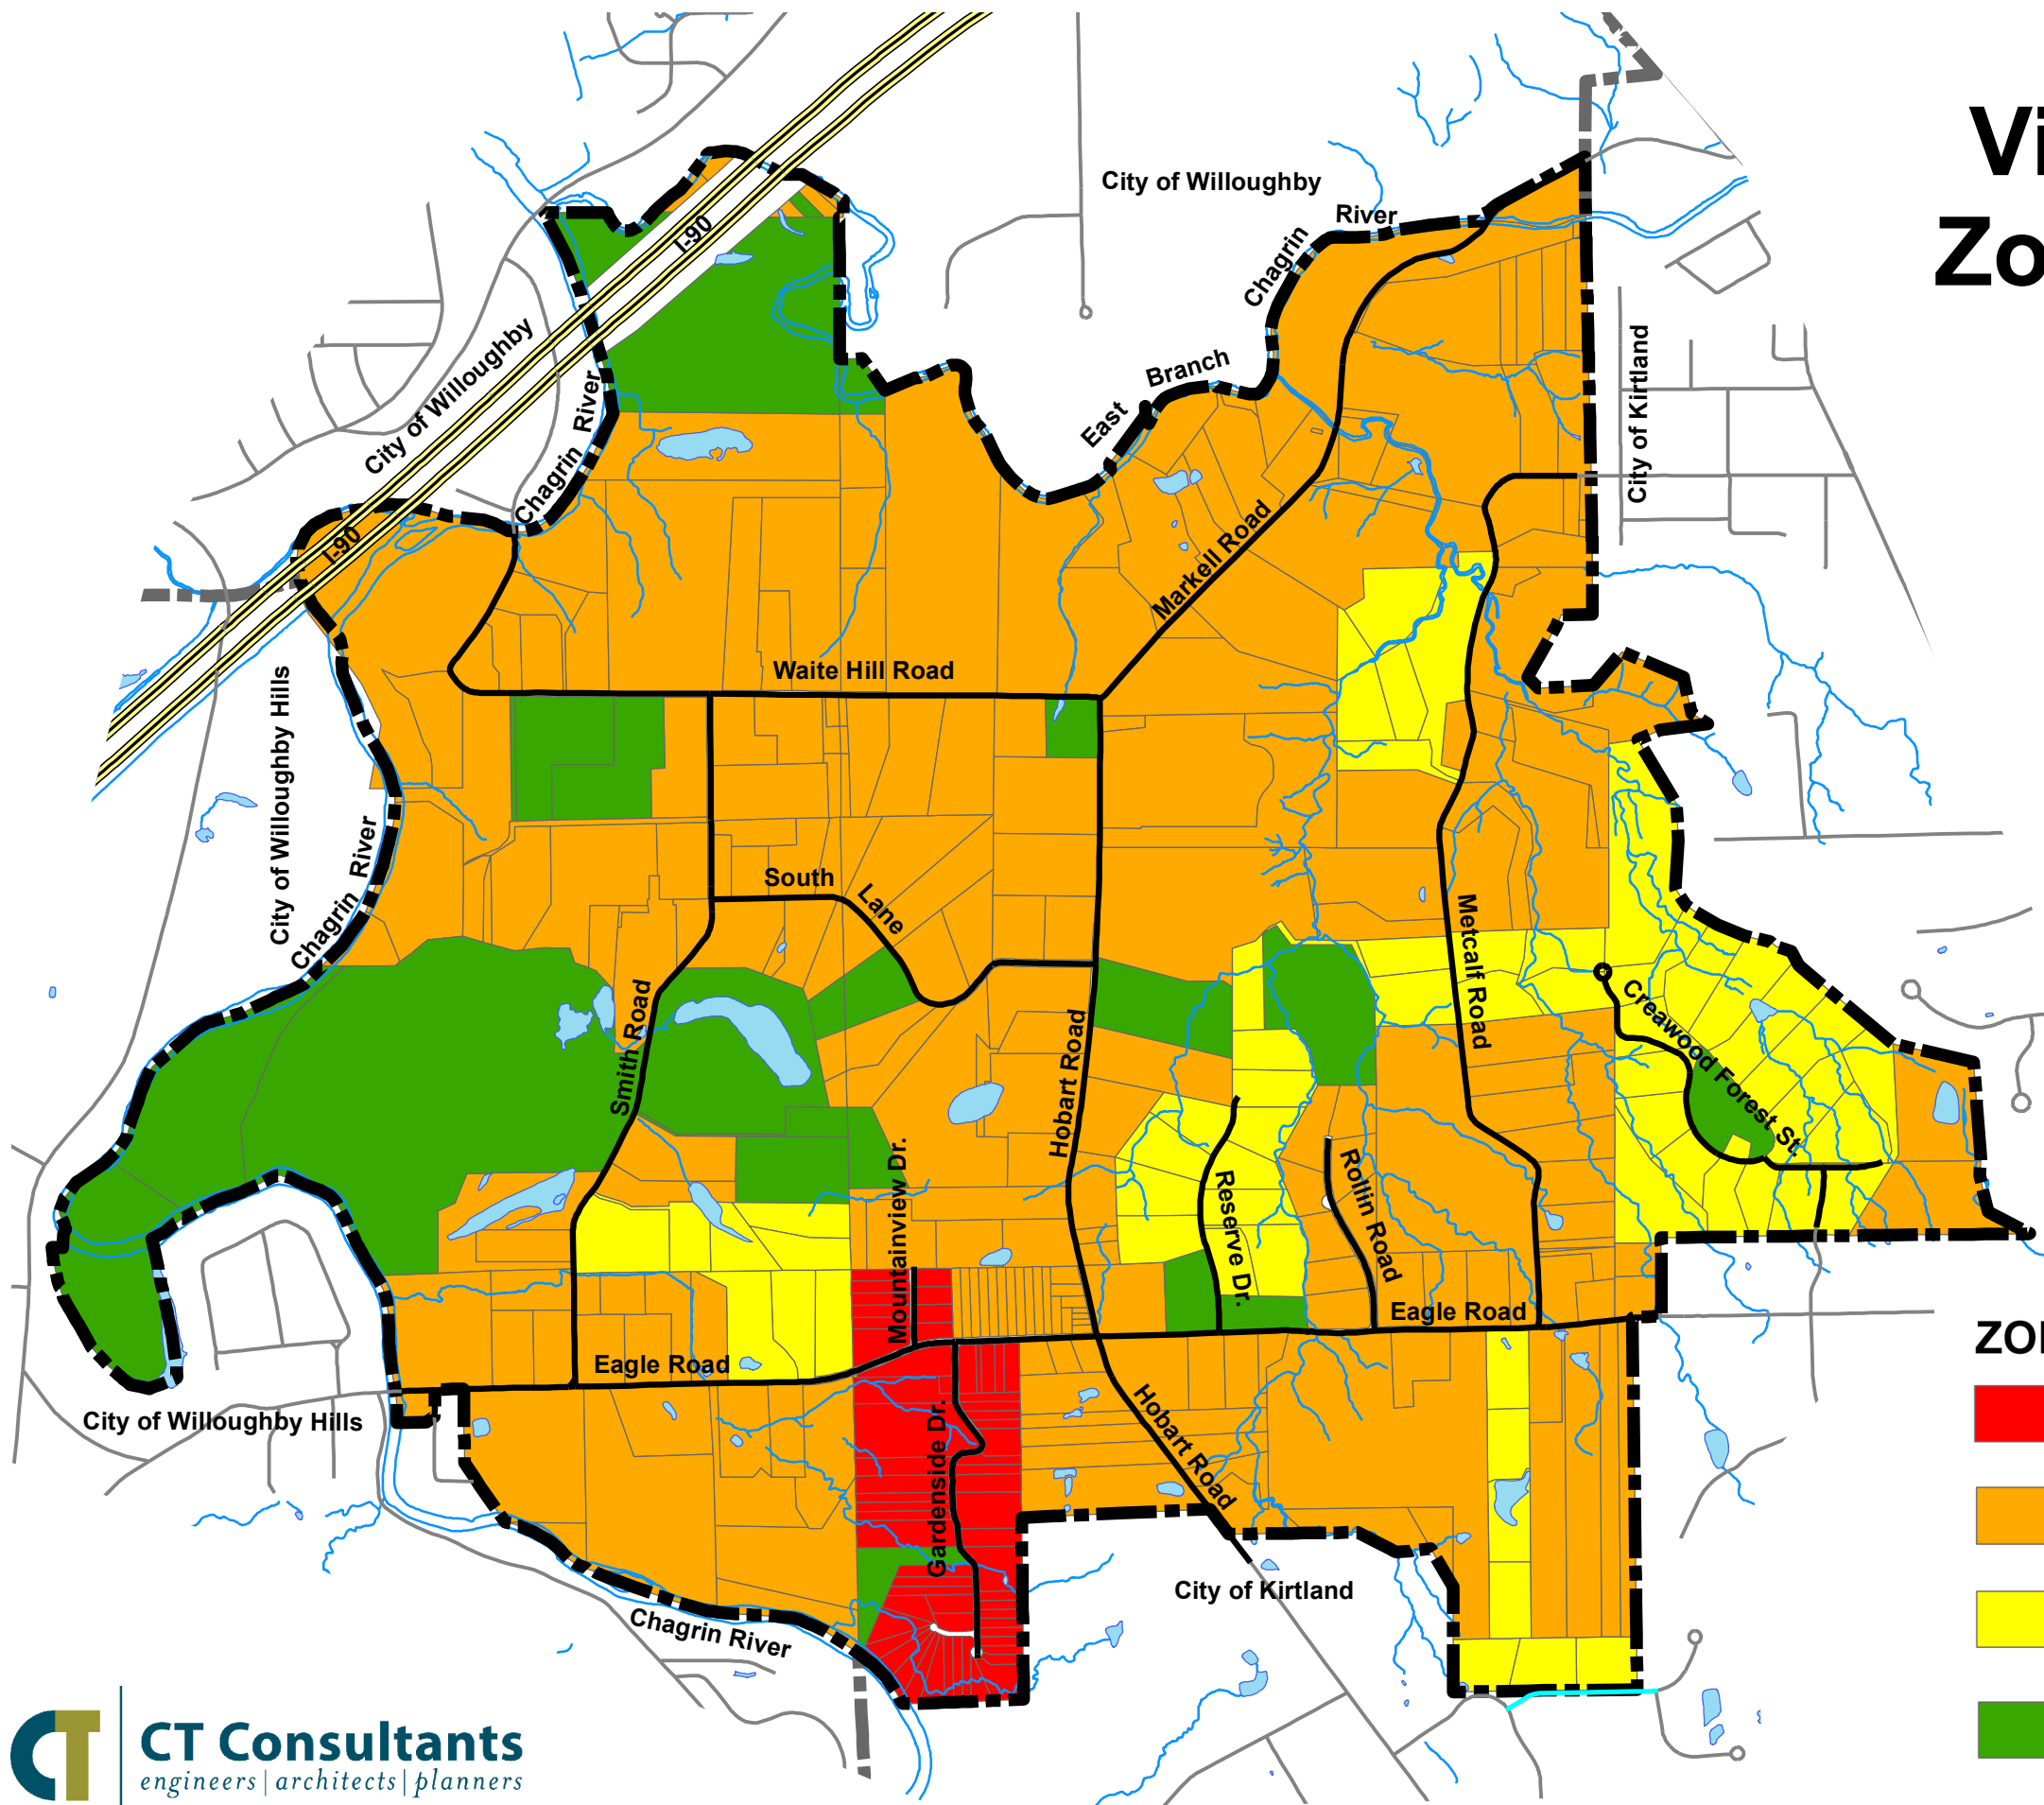 Vi
Zo
City of Willoughby
River
Chagrin
I-90
City of Willoughby
City of Kirtland
Branch
River
East
Chagrin
I-90
Markell Road
Waite Hill Road
City of Willoughby Hills
River
Chagrin
South
Lane
Metcalf Road
Smith Road
Hobart Road
Creawood Forest St.
Mountainview Dr.
Reserve Dr.
Rollin Road
Eagle Road
ZO
Eagle Road
City of Willoughby Hills
Gardenside Dr.
Hobart Road
City of Kirtland
Chagrin River
CT
CT Consultants
engineers | architects | planners